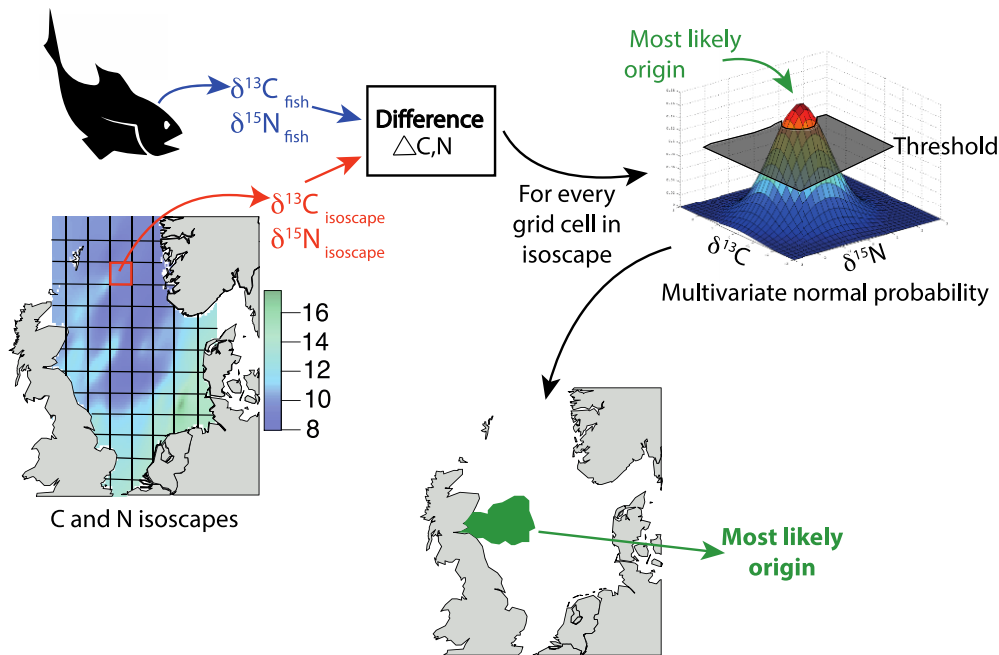 δ¹³C fish
δ¹⁵N fish
Difference
△C,N
Most likely
origin
Threshold
δ¹³C isoscape
δ¹⁵N isoscape
For every
grid cell in
isoscape
δ¹³C
δ¹⁵N
Multivariate normal probability
16
14
12
10
8
C and N isoscapes
Most likely
origin